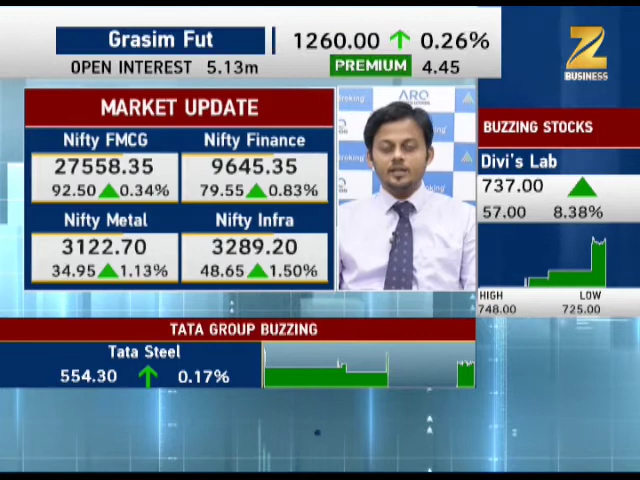 Grasim Fut
1260.00 0.26%
OPEN INTEREST 5.13m
PREMIUM 4.45
Z
BUSINESS
MARKET UPDATE
Nifty FMCG
27558.35
92.50 0.34%
Nifty Finance
9645.35
79.55 0.83%
Nifty Metal
3122.70
34.95 1.13%
Nifty Infra
3289.20
48.65 1.50%
ARQ
BUZZING STOCKS
Divi's Lab
737.00
57.00 8.38%
HIGH LOW
748.00 725.00
TATA GROUP BUZZING
Tata Steel
554.30 0.17%